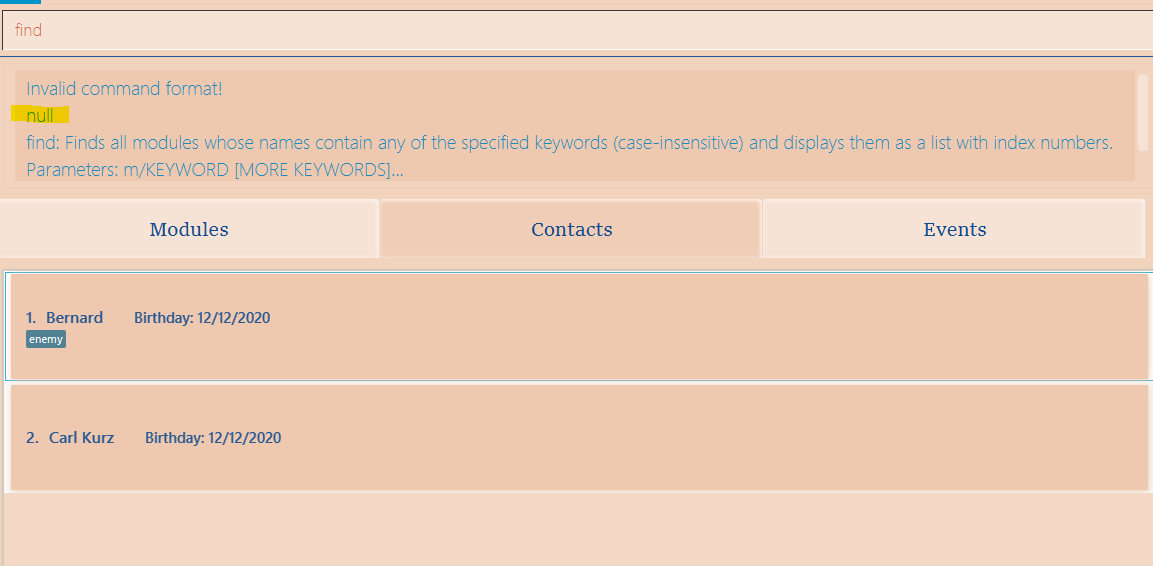 find
Invalid command format!
null
find: Finds all modules whose names contain any of the specified keywords (case-insensitive) and displays them as a list with index numbers.
Parameters: m/KEYWORD [MORE KEYWORDS]...
Modules Contacts Events
1. Bernard Birthday: 12/12/2020
enemy
2. Carl Kurz Birthday: 12/12/2020